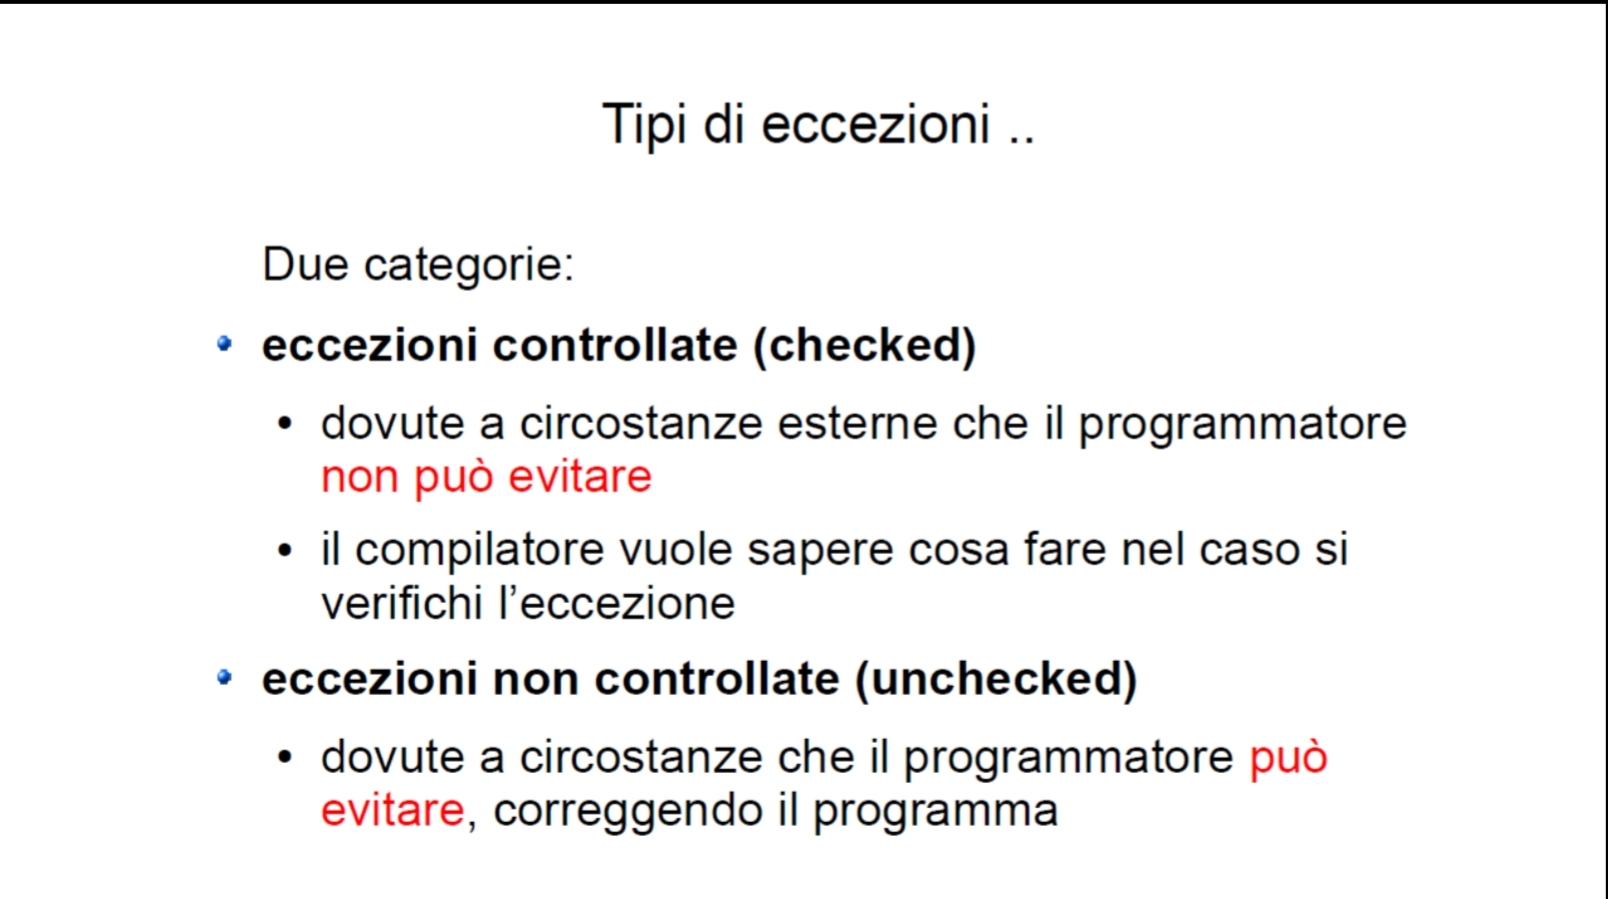 Tipi di eccezioni ..
Due categorie:
eccezioni controllate (checked)
• dovute a circostanze esterne che il programmatore
non può evitare
• il compilatore vuole sapere cosa fare nel caso si
verifichi l’eccezione
eccezioni non controllate (unchecked)
• dovute a circostanze che il programmatore può
evitare, correggendo il programma